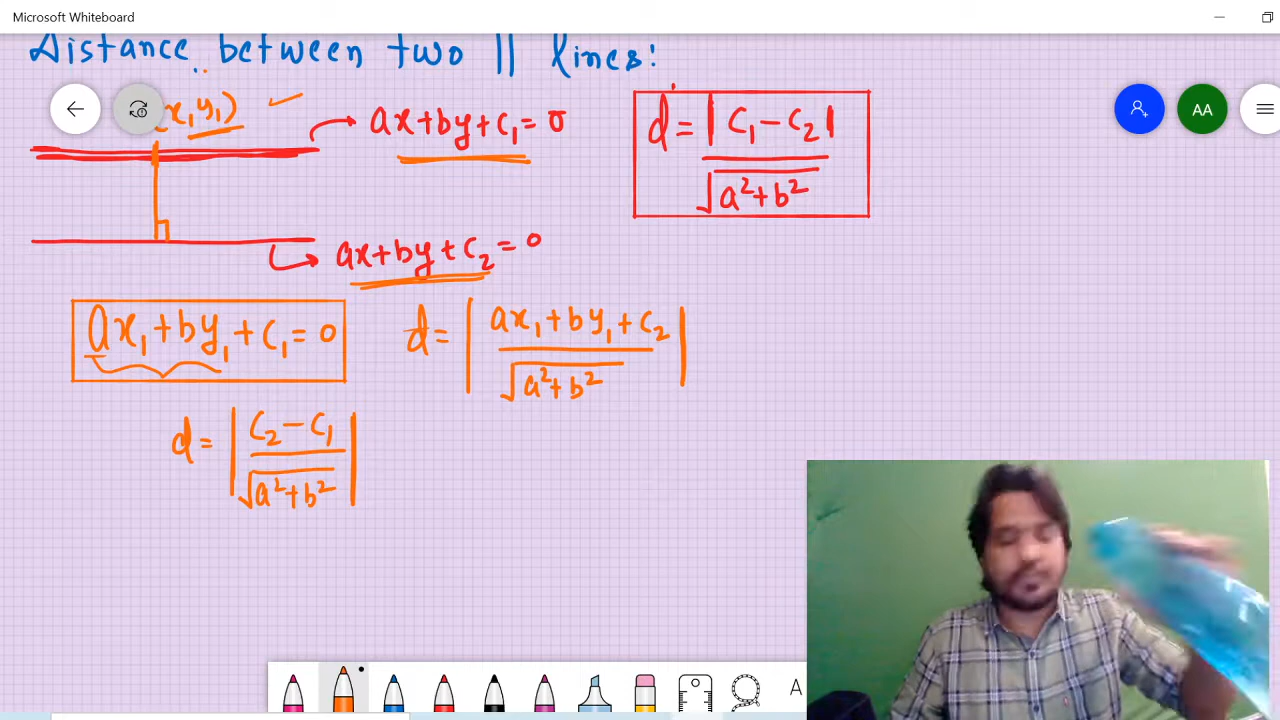 Microsoft Whiteboard
Distance between two || lines:
x,y₁)
ax+by+c₁=0
d = |c₁-c₂| / √a²+b²
AA
ax+by+c₂=0
ax₁+by₁+c₁=0
d = |ax₁+by₁+c₂ / √a²+b²|
d = |c₂-c₁ / √a²+b²|
A